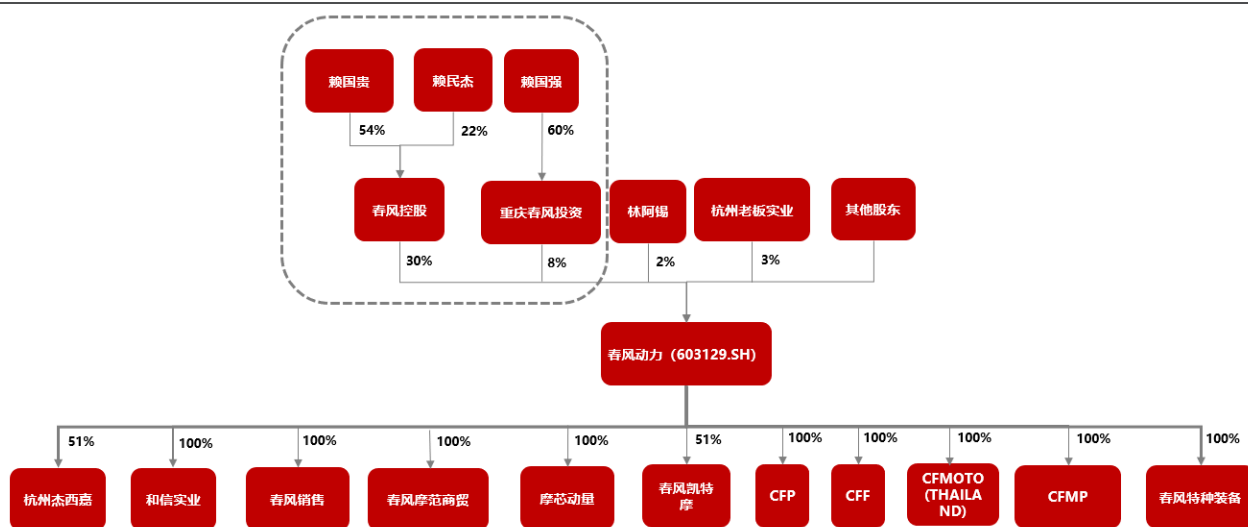 赖国贵
赖民杰
赖国强
54%
22%
60%
春风控股
重庆春风投资
林阿锡
杭州老板实业
其他股东
30%
8%
2%
3%
春风动力（603129.SH）
51%
100%
100%
100%
100%
51%
100%
100%
100%
100%
100%
杭州杰西嘉
和信实业
春风销售
春风摩范商贸
摩芯动量
春风凯特
摩
CFP
CFF
CFMOTO
(THAILA
ND)
CFMP
春风特种装备